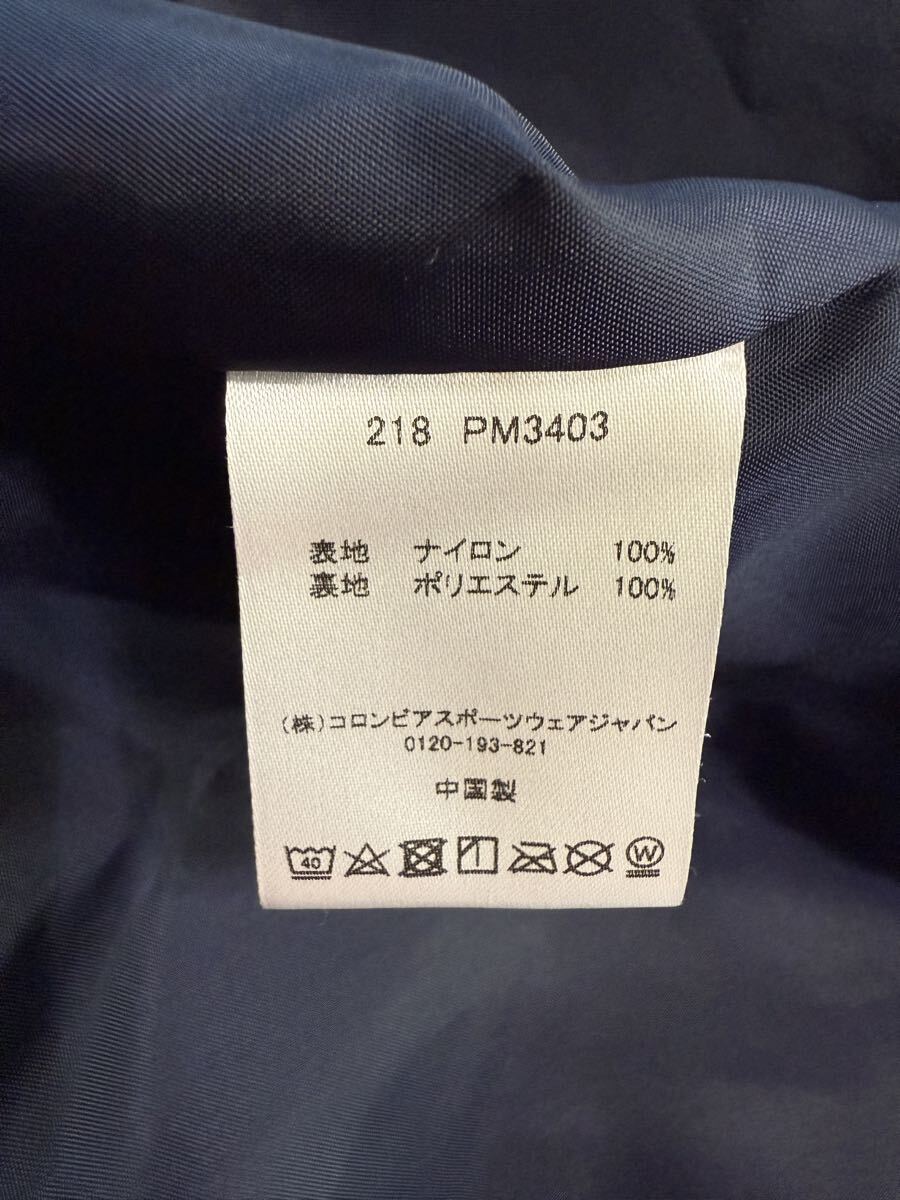 218 PM3403
表地 ナイロン 100%
裏地 ポリエステル 100%
(株)コロンビアスポーツウェアジャパン
0120-193-821
中国製
40 W